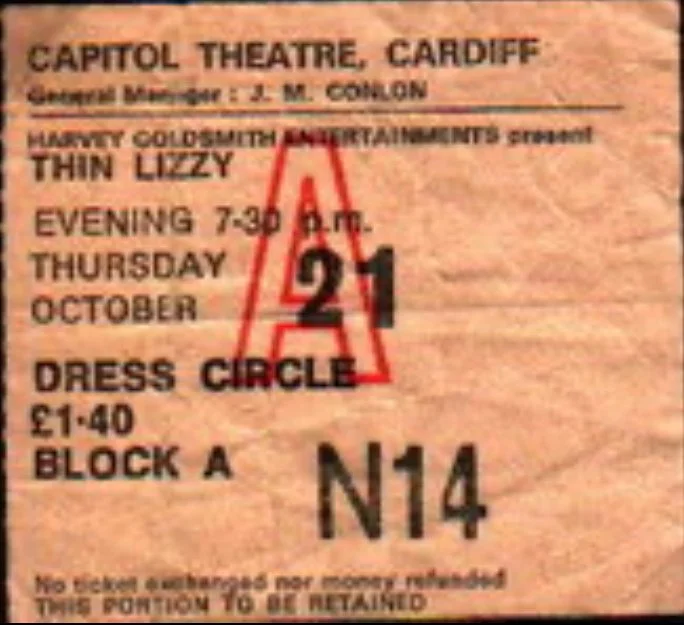 CAPITOL THEATRE, CARDIFF
General Manager : J. M. CONLON
HARVEY GOLDSMITH ENTERTAINMENTS present
THIN LIZZY
EVENING 7-30 p.m.
THURSDAY 21
OCTOBER
A
DRESS CIRCLE
£1·40
BLOCK A
N14
No ticket exchanged nor money refunded
THIS PORTION TO BE RETAINED